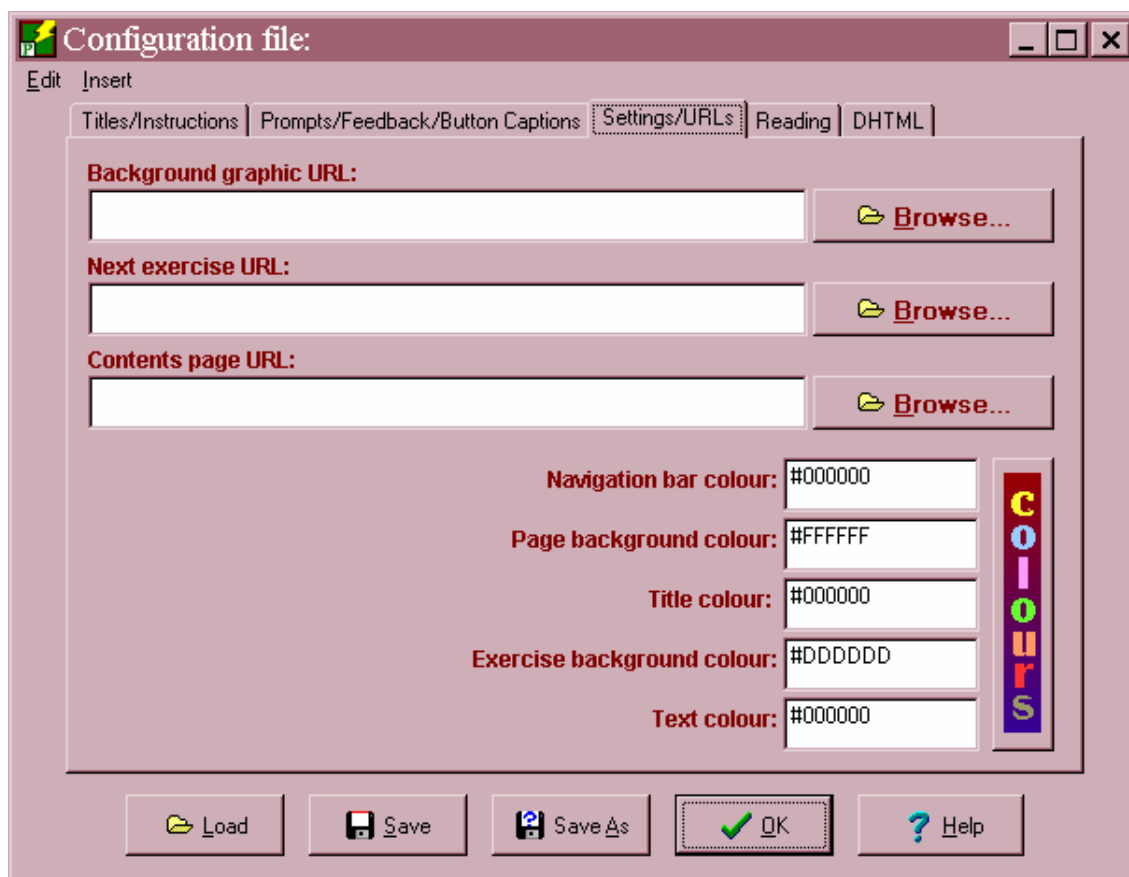 Configuration file:
Edit Insert
Titles/Instructions Prompts/Feedback/Button Captions Settings/URLs Reading DHTML
Background graphic URL:
Browse...
Next exercise URL:
Browse...
Contents page URL:
Browse...
Navigation bar colour: #000000
Page background colour: #FFFFFF
Title colour: #000000
Exercise background colour: #DDDDDD
Text colour: #000000
Colours
Load Save Save As OK Help